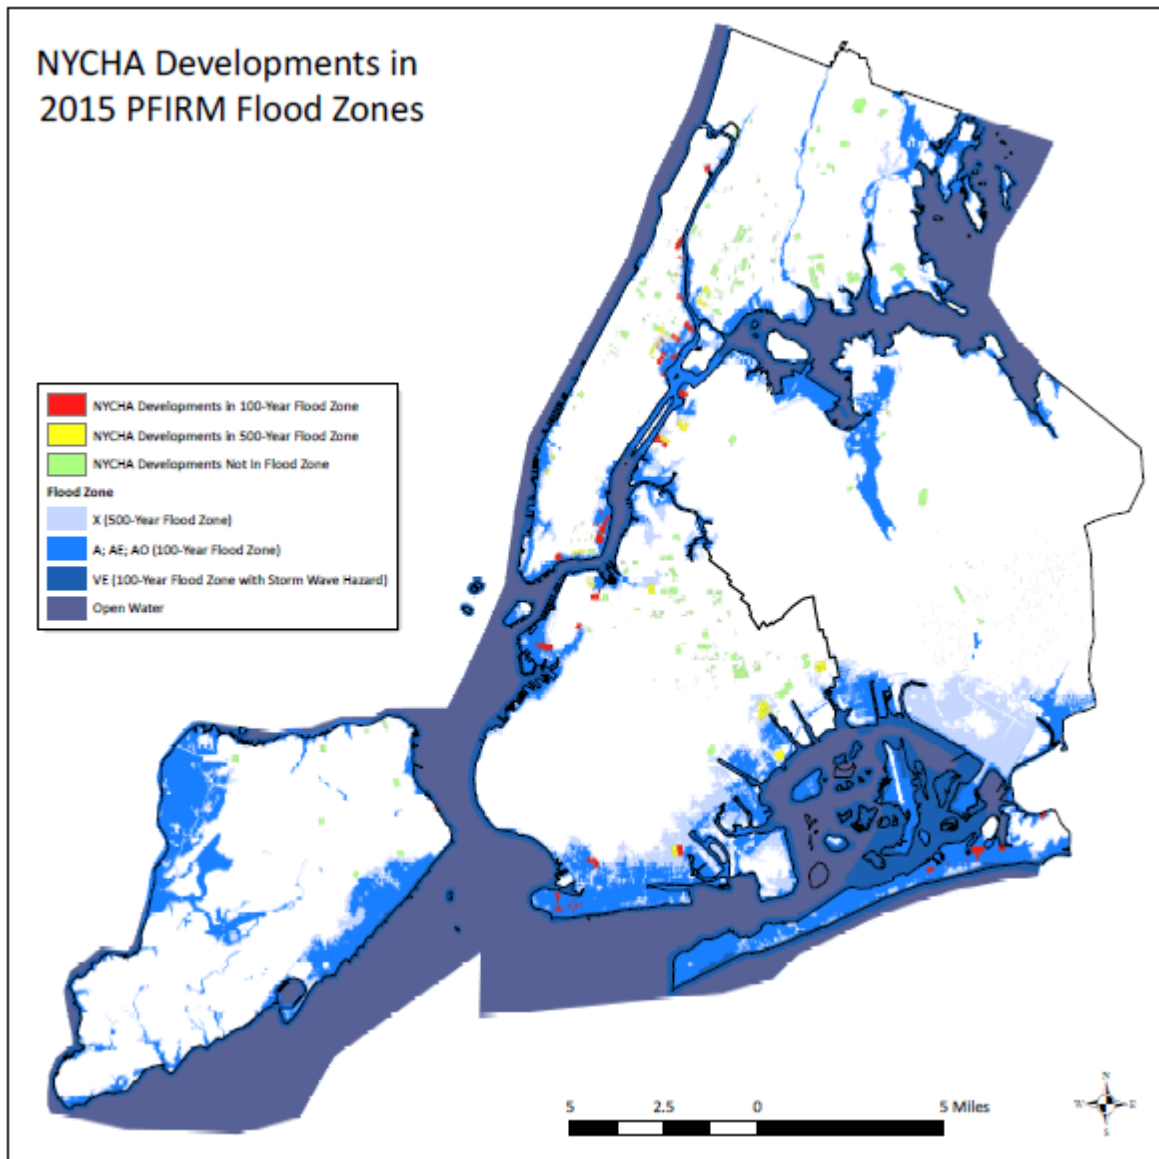 NYCHA Developments in
2015 PFIRM Flood Zones
NYCHA Developments in 100-Year Flood Zone
NYCHA Developments in 500-Year Flood Zone
NYCHA Developments Not In Flood Zone
Flood Zone
X (500-Year Flood Zone)
A; AE; AO (100-Year Flood Zone)
VE (100-Year Flood Zone with Storm Wave Hazard)
Open Water
5 2.5 0 5 Miles
N
W E
S